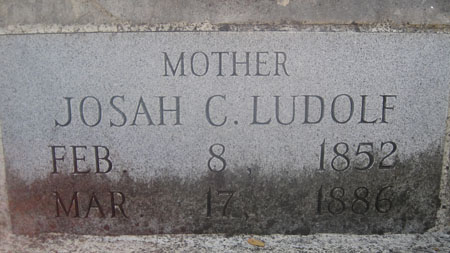 MOTHER
JOSAH C. LUDOLF
FEB. 8, 1852
MAR. 17, 1886